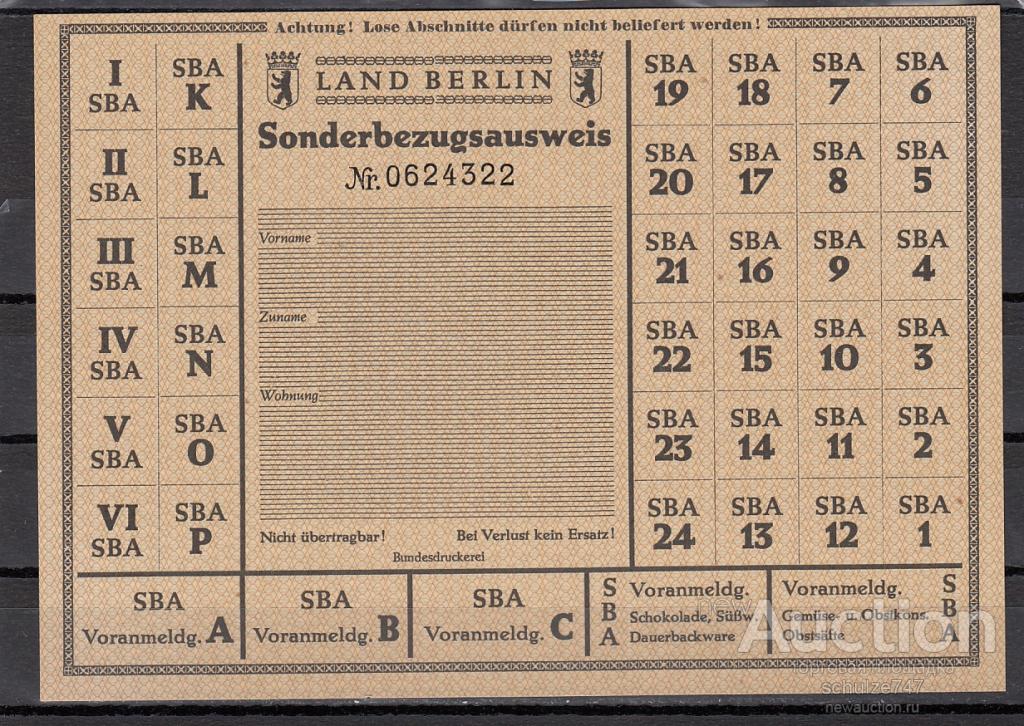 Achtung! Lose Abschnitte dürfen nicht beliefert werden!
I
SBA
SBA
K
II
SBA
SBA
L
III
SBA
SBA
M
IV
SBA
SBA
N
V
SBA
SBA
O
VI
SBA
SBA
P
LAND BERLIN
Sonderbezugsausweis
Nr. 0624322
Vorname
Zuname
Wohnung
Nicht übertragbar! Bei Verlust kein Ersatz!
Bundesdruckerei
SBA SBA SBA SBA
19 18 7 6
SBA SBA SBA SBA
20 17 8 5
SBA SBA SBA SBA
21 16 9 4
SBA SBA SBA SBA
22 15 10 3
SBA SBA SBA SBA
23 14 11 2
SBA SBA SBA SBA
24 13 12 1
SBA
Voranmeldg. A
SBA
Voranmeldg. B
SBA
Voranmeldg. C
SBA
Voranmeldg.
Schokolade, Süßw.
Dauerbackware
Voranmeldg.
Gemüse- u. Obstkons.
Obstsäfte
SBA
new
Auction
торговая площадка
schulze747
newauction.ru